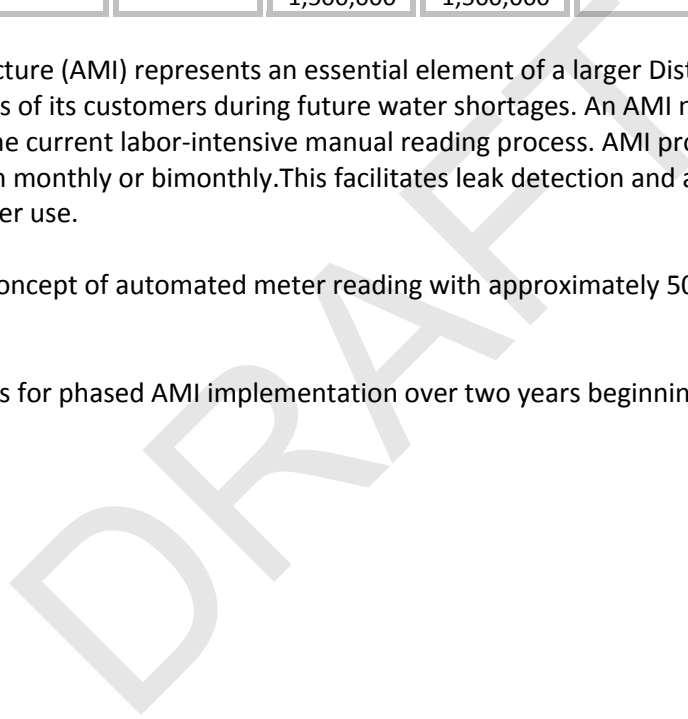 1,500,000 1,500,000
cture (AMI) represents an essential element of a larger Dist
s of its customers during future water shortages. An AMI n
ne current labor-intensive manual reading process. AMI pro
n monthly or bimonthly.This facilitates leak detection and a
er use.
oncept of automated meter reading with approximately 50
s for phased AMI implementation over two years beginnin
DRAFT